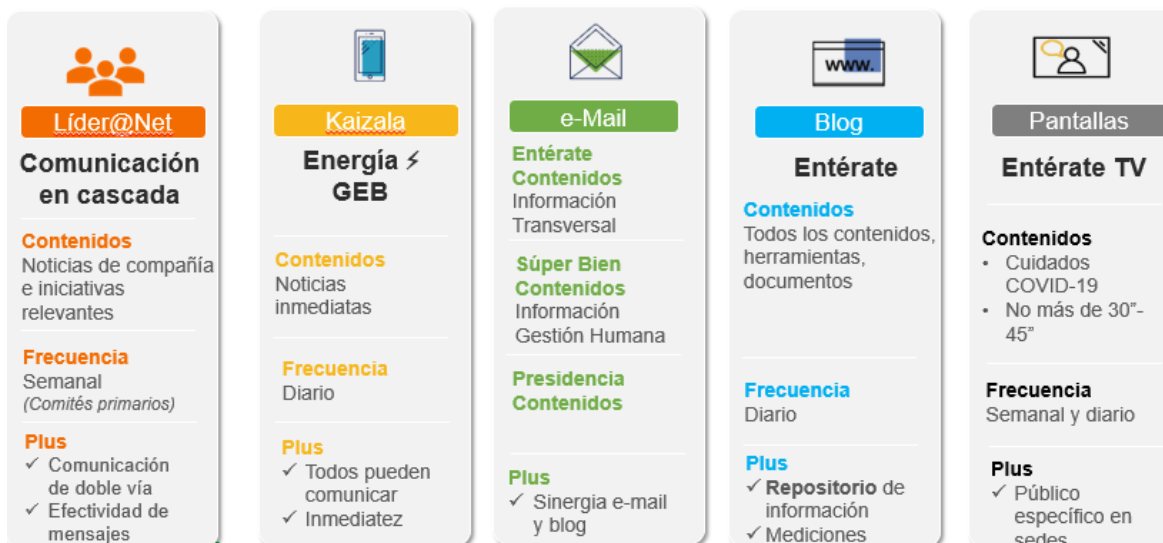 Líder@Net
Comunicación
en cascada
Contenidos
Noticias de compañía
e iniciativas
relevantes
Frecuencia
Semanal
(Comités primarios)
Plus
✓ Comunicación
de doble vía
✓ Efectividad de
mensajes
Kaizala
Energía ⚡
GEB
Contenidos
Noticias
inmediatas
Frecuencia
Diario
Plus
✓ Todos pueden
comunicar
✓ Inmediatez
e-Mail
Entérate
Contenidos
Información
Transversal
Súper Bien
Contenidos
Información
Gestión Humana
Presidencia
Contenidos
Plus
✓ Sinergia e-mail
y blog
www.
Blog
Entérate
Contenidos
Todos los contenidos,
herramientas,
documentos
Frecuencia
Diario
Plus
✓ Repositorio de
información
✓ Mediciones
Pantallas
Entérate TV
Contenidos
• Cuidados
COVID-19
• No más de 30”-
45”
Frecuencia
Semanal y diario
Plus
✓ Público
específico en
sedes